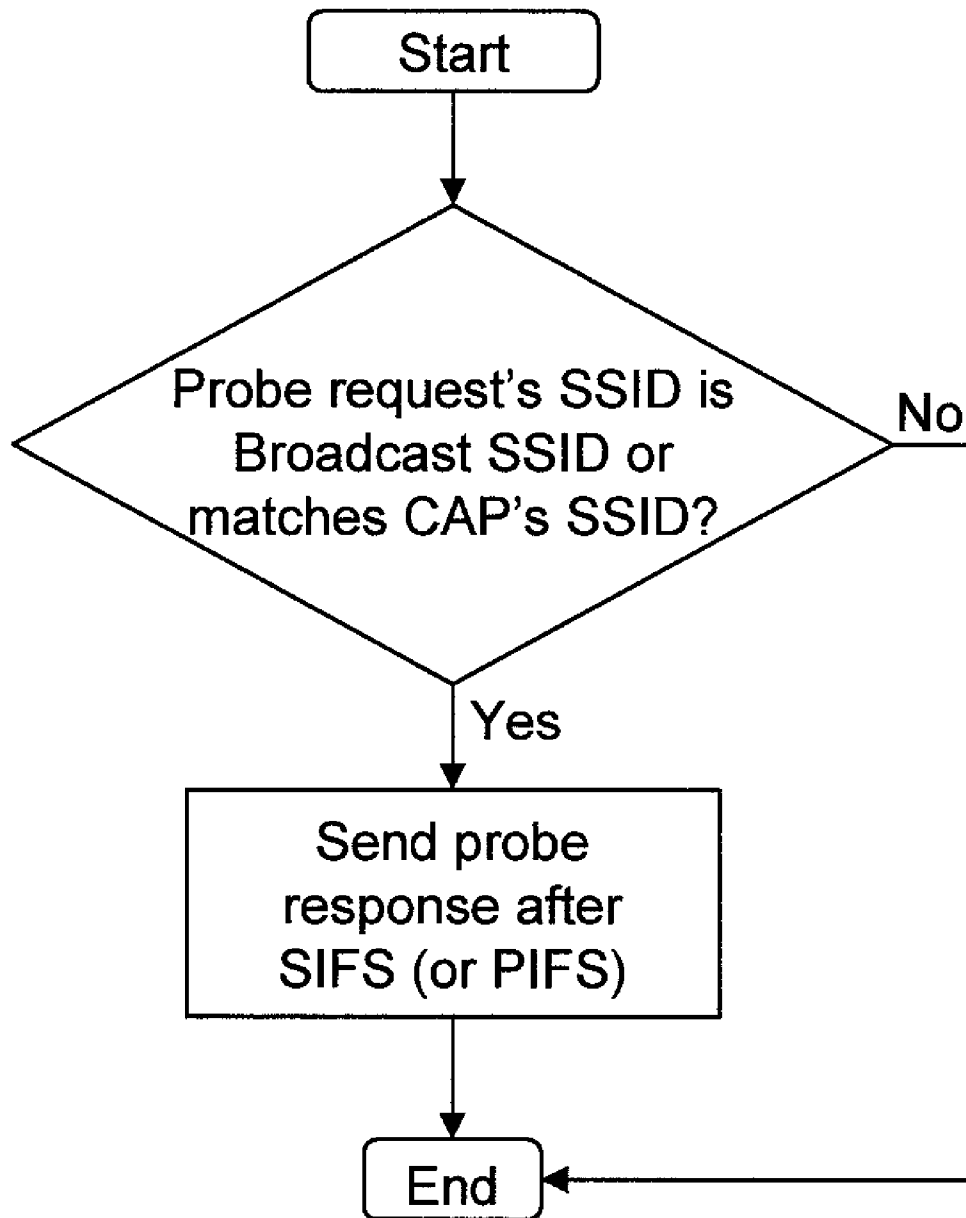 Start
Probe request's SSID is
Broadcast SSID or
matches CAP's SSID?
No
Yes
Send probe
response after
SIFS (or PIFS)
End